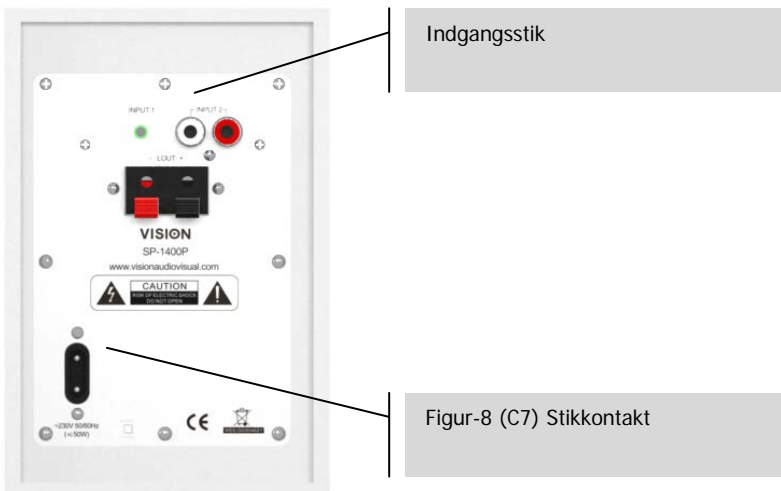 Indgangsstik
INPUT 1
INPUT 2
- LOUT +
VISION
SP-1400P
www.visionaudiovisual.com
CAUTION
RISK OF ELECTRIC SHOCK
DO NOT OPEN
Figur-8 (C7) Stikkontakt
~230V 50/60Hz
(≤50W)
CE